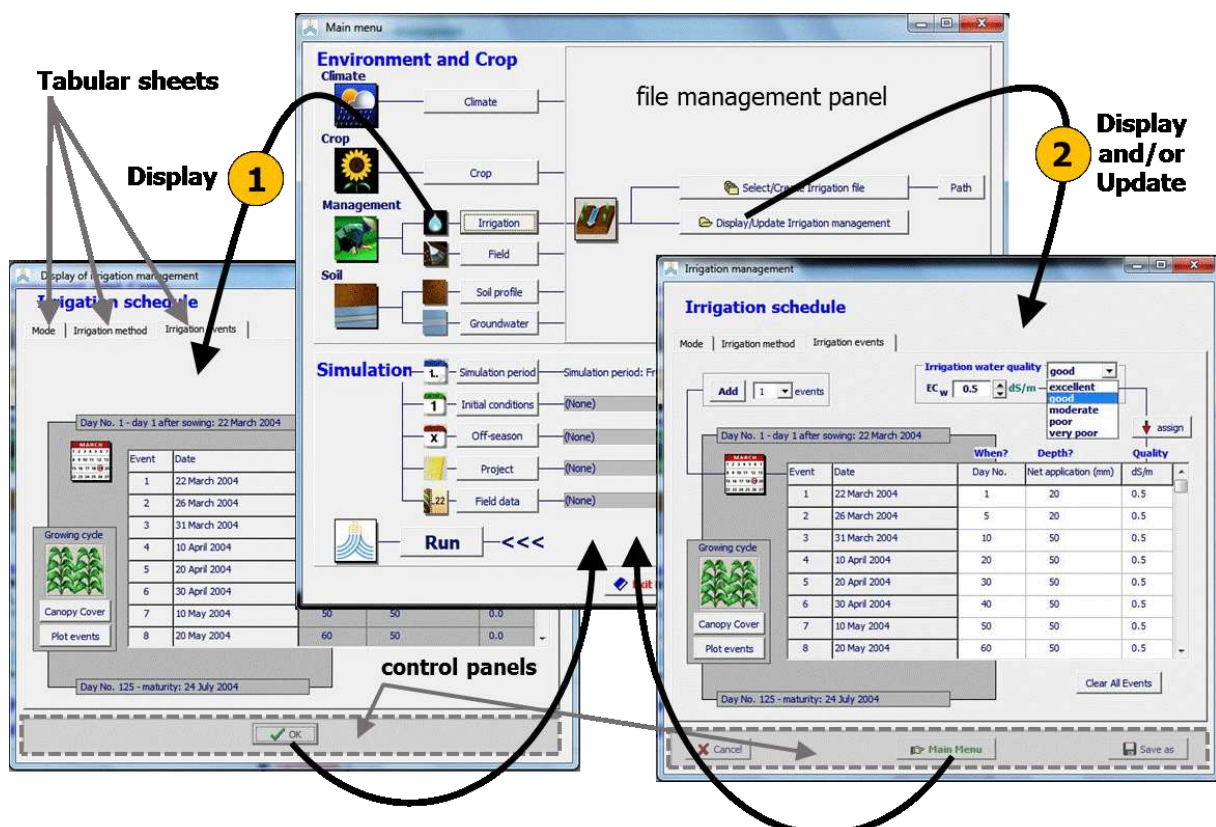 Main menu
Environment and Crop
Climate
Climate
Crop
Crop
Management
Irrigation
Field
Soil
Soil profile
Groundwater
file management panel
Select/Create Irrigation file
Path
Display/Update Irrigation management
Simulation
1..
Simulation period
Simulation period: Fr
1
Initial conditions
(None)
X
Off-season
(None)
Project
(None)
.22
Field data
(None)
Run
<<<
Tabular sheets
Display
1
2
Display
and/or
Update
Display of irrigation management
Irrigation schedule
Mode
Irrigation method
Irrigation events
Day No. 1 - day 1 after sowing: 22 March 2004
MARCH
Event Date
1 22 March 2004
2 26 March 2004
3 31 March 2004
4 10 April 2004
5 20 April 2004
6 30 April 2004
7 10 May 2004 50 50 0.0
8 20 May 2004 60 50 0.0
Growing cycle
Canopy Cover
Plot events
Day No. 125 - maturity: 24 July 2004
OK
control panels
Irrigation management
Irrigation schedule
Mode
Irrigation method
Irrigation events
Add 1 events
Irrigation water quality
good
ECw 0.5 dS/m
excellent
good
moderate
poor
very poor
assign
Day No. 1 - day 1 after sowing: 22 March 2004
MARCH
When? Depth? Quality
Event Date Day No. Net application (mm) dS/m
1 22 March 2004 1 20 0.5
2 26 March 2004 5 20 0.5
3 31 March 2004 10 50 0.5
4 10 April 2004 20 50 0.5
5 20 April 2004 30 50 0.5
6 30 April 2004 40 50 0.5
7 10 May 2004 50 50 0.5
8 20 May 2004 60 50 0.5
Growing cycle
Canopy Cover
Plot events
Clear All Events
Day No. 125 - maturity: 24 July 2004
Cancel
Main Menu
Save as